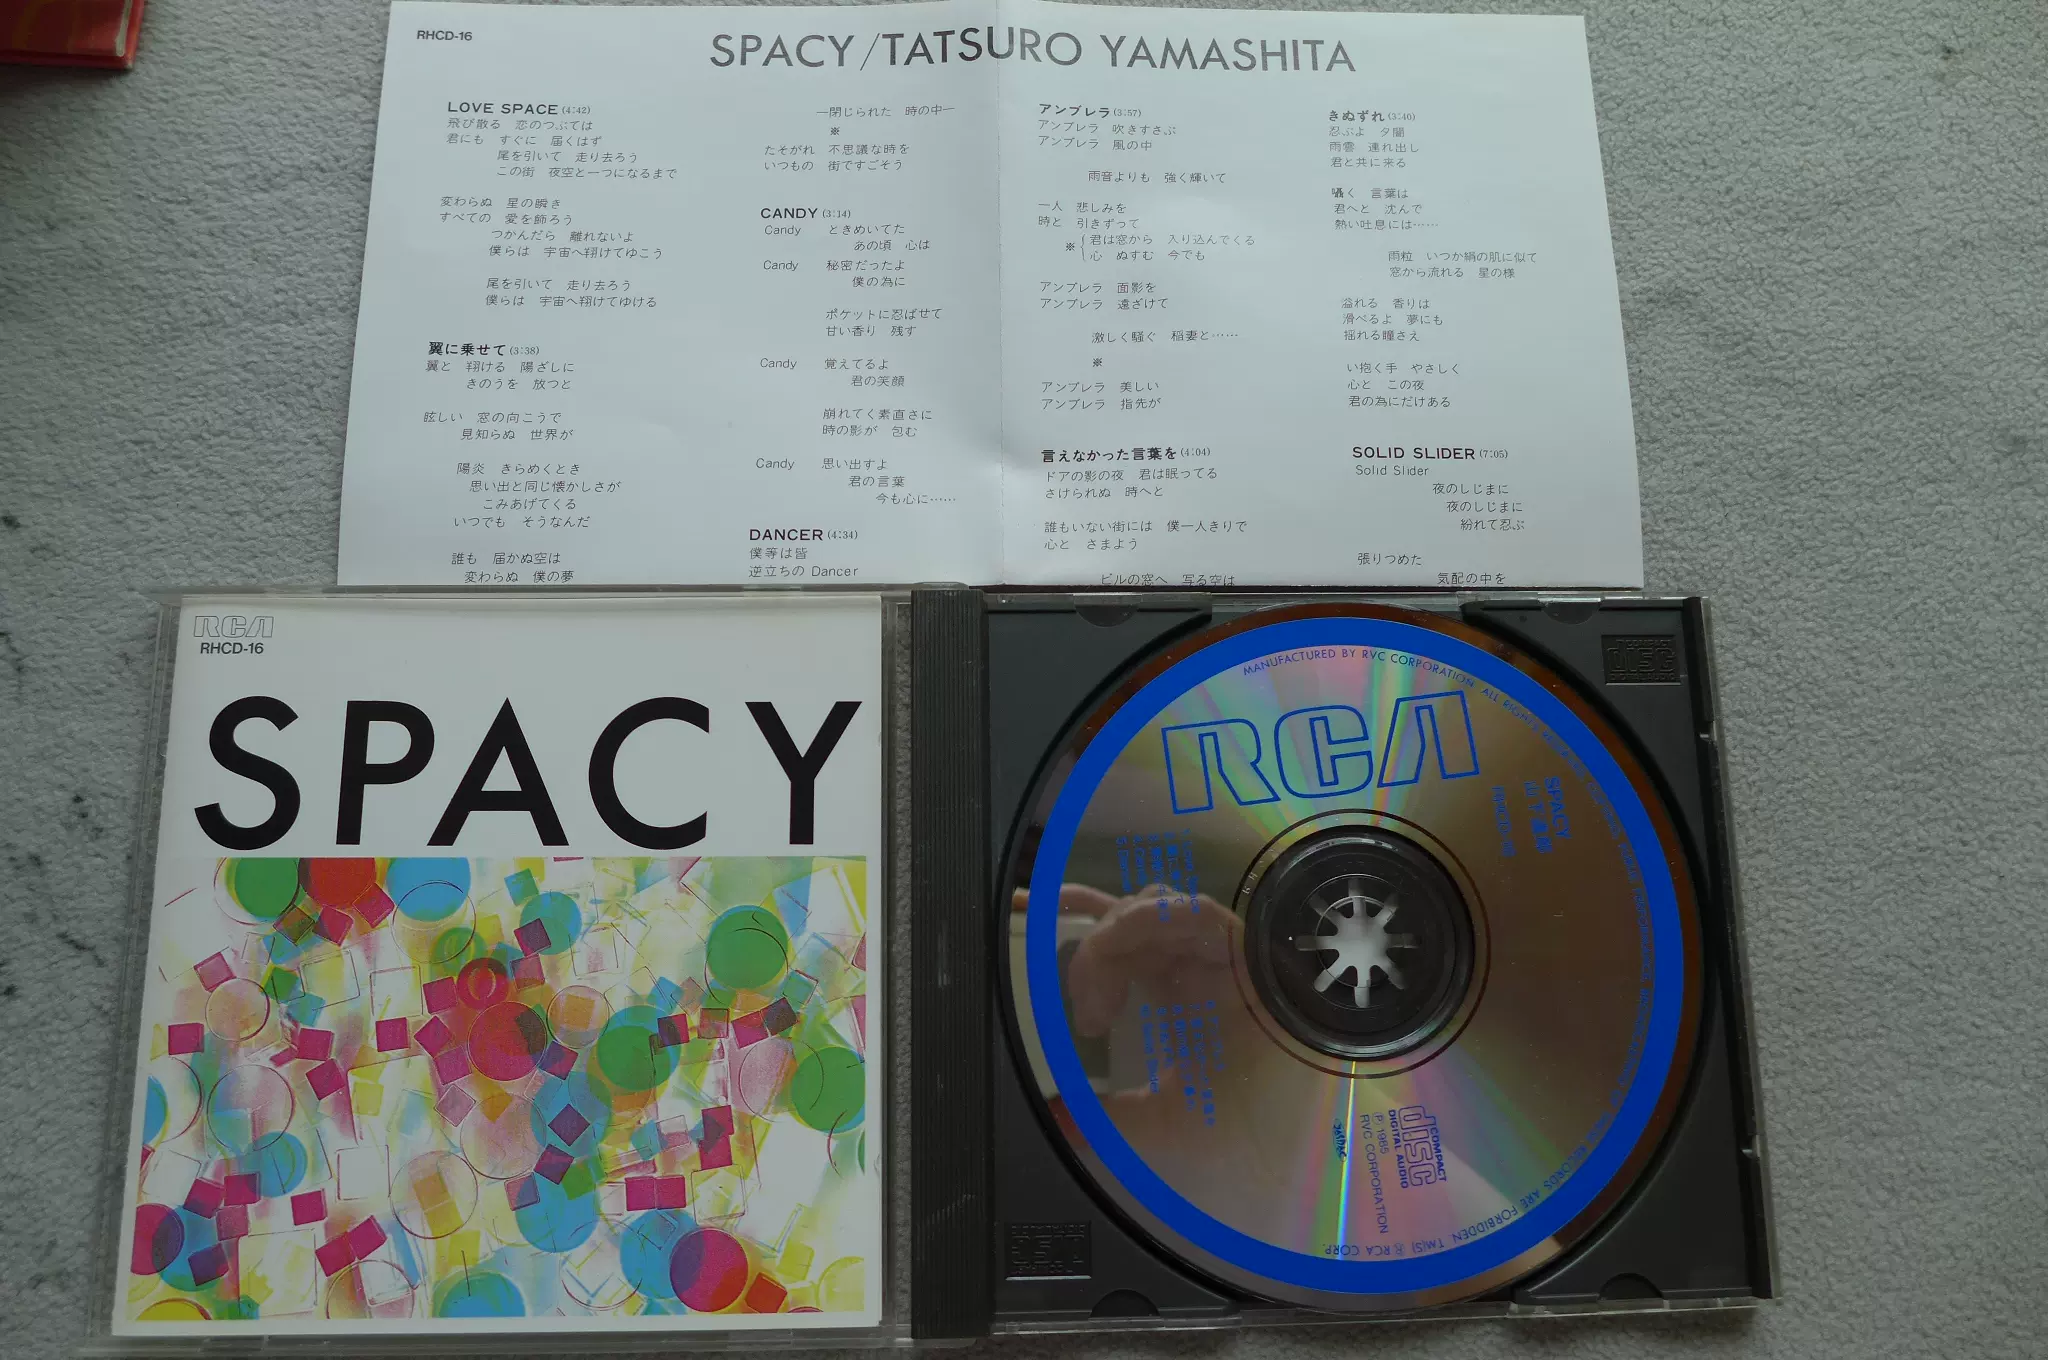 RHCD-16
SPACY/TATSURO YAMASHITA
LOVE SPACE (4:42)
飛び散る 恋のつぶては
君にも すぐに 届くはず
尾を引いて 走り去ろう
この街 夜空と一つになるまで
変わらぬ 星の瞬き
すべての 愛を飾ろう
つかんだら 離れないよ
僕らは 宇宙へ翔けてゆこう
尾を引いて 走り去ろう
僕らは 宇宙へ翔けてゆける
翼に乗せて (3:38)
翼と 翔ける 陽ざしに
きのうを 放つと
眩しい 窓の向こうで
見知らぬ 世界が
陽炎 きらめくとき
思い出と同じ懐かしさが
こみあげてくる
いつでも そうなんだ
誰も 届かぬ空は
変わらぬ 僕の夢
—閉じられた 時の中—
※
たそがれ 不思議な時を
いつもの 街ですごそう
CANDY (3:14)
Candy ときめいてた
あの頃 心は
Candy 秘密だったよ
僕の為に
ポケットに忍ばせて
甘い香り 残す
Candy 覚えてるよ
君の笑顔
崩れてく素直さに
時の影が 包む
Candy 思い出すよ
君の言葉
今も心に……
DANCER (4:34)
僕等は皆
逆立ちの Dancer
アンブレラ (3:57)
アンブレラ 吹きすさぶ
アンブレラ 風の中
雨音よりも 強く輝いて
一人 悲しみを
時と 引きずって
※ { 君は窓から 入り込んでくる
心 ぬすむ 今でも
アンブレラ 面影を
アンブレラ 遠ざけて
激しく騒ぐ 稲妻と……
※
アンブレラ 美しい
アンブレラ 指先が
言えなかった言葉を (4:04)
ドアの影の夜 君は眠ってる
さけられぬ 時へと
誰もいない街には 僕一人きりで
心と さまよう
ビルの窓へ 写る空は
きぬずれ (3:40)
忍ぶよ 夕闇
雨雲 連れ出し
君と共に来る
囁く 言葉は
君へと 沈んで
熱い吐息には……
雨粒 いつか絹の肌に似て
窓から流れる 星の様
溢れる 香りは
滑べるよ 夢にも
揺れる瞳さえ
い抱く手 やさしく
心と この夜
君の為にだけある
SOLID SLIDER (7:05)
Solid Slider
夜のしじまに
夜のしじまに
紛れて忍ぶ
張りつめた
気配の中を
RCA
RHCD-16
SPACY
COMPACT
disc
DIGITAL AUDIO
MANUFACTURED BY RVC CORPORATION. ALL RIGHTS
RECORDS ARE FORBIDDEN. TM(S) ® RCA CORP.
RCA
SPACY
山下達郎
Love Space
Solid Slider
COMPACT
disc
DIGITAL AUDIO
Ⓟ 1985
RVC CORPORATION
JASRAC